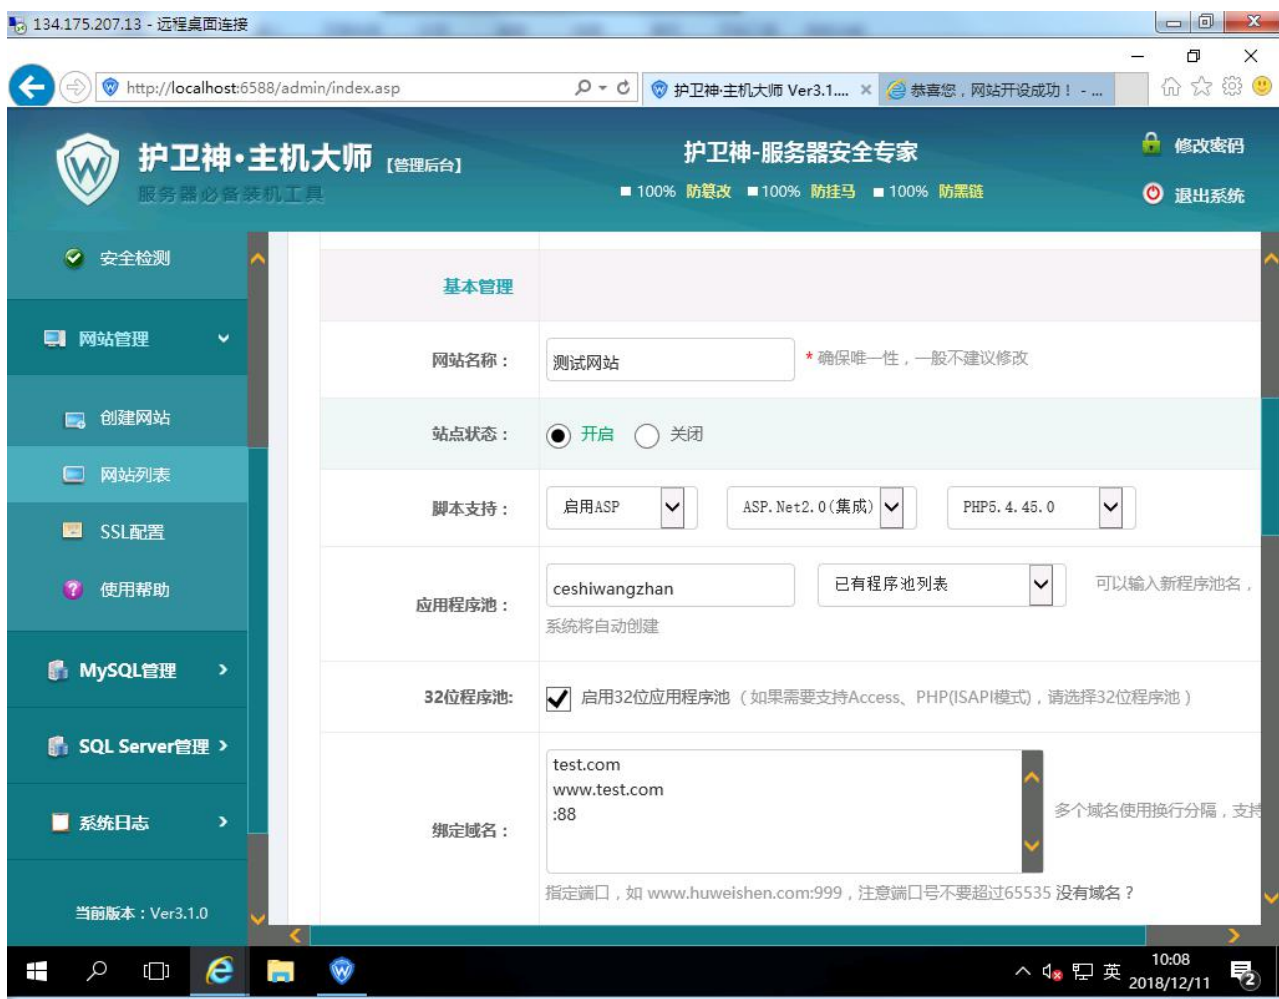 134.175.207.13 - 远程桌面连接
http://localhost:6588/admin/index.asp
护卫神·主机大师 Ver3.1....
恭喜您，网站开设成功！ - ...
护卫神·主机大师 [管理后台]
服务器必备装机工具
护卫神-服务器安全专家
100% 防篡改 100% 防挂马 100% 防黑链
修改密码
退出系统
安全检测
网站管理
创建网站
网站列表
SSL配置
使用帮助
MySQL管理
SQL Server管理
系统日志
当前版本：Ver3.1.0
基本管理
网站名称： 测试网站 * 确保唯一性，一般不建议修改
站点状态： 开启 关闭
脚本支持： 启用ASP ASP.Net2.0(集成) PHP5.4.45.0
应用程序池： ceshiwangzhan 已有程序池列表 可以输入新程序池名，
系统将自动创建
32位程序池: 启用32位应用程序池（如果需要支持Access、PHP(ISAPI模式)，请选择32位程序池）
绑定域名：
test.com
www.test.com
:88
多个域名使用换行分隔，支持
指定端口，如 www.huweishen.com:999，注意端口号不要超过65535 没有域名？
英
10:08
2018/12/11
2